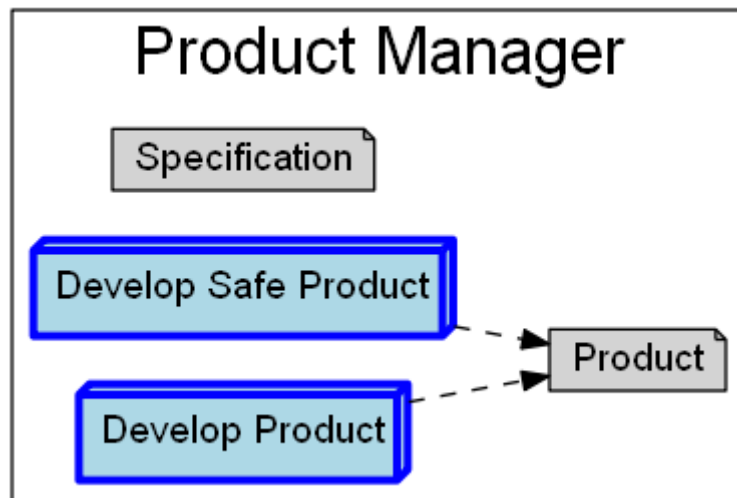 Product Manager
Specification
Develop Safe Product
Product
Develop Product